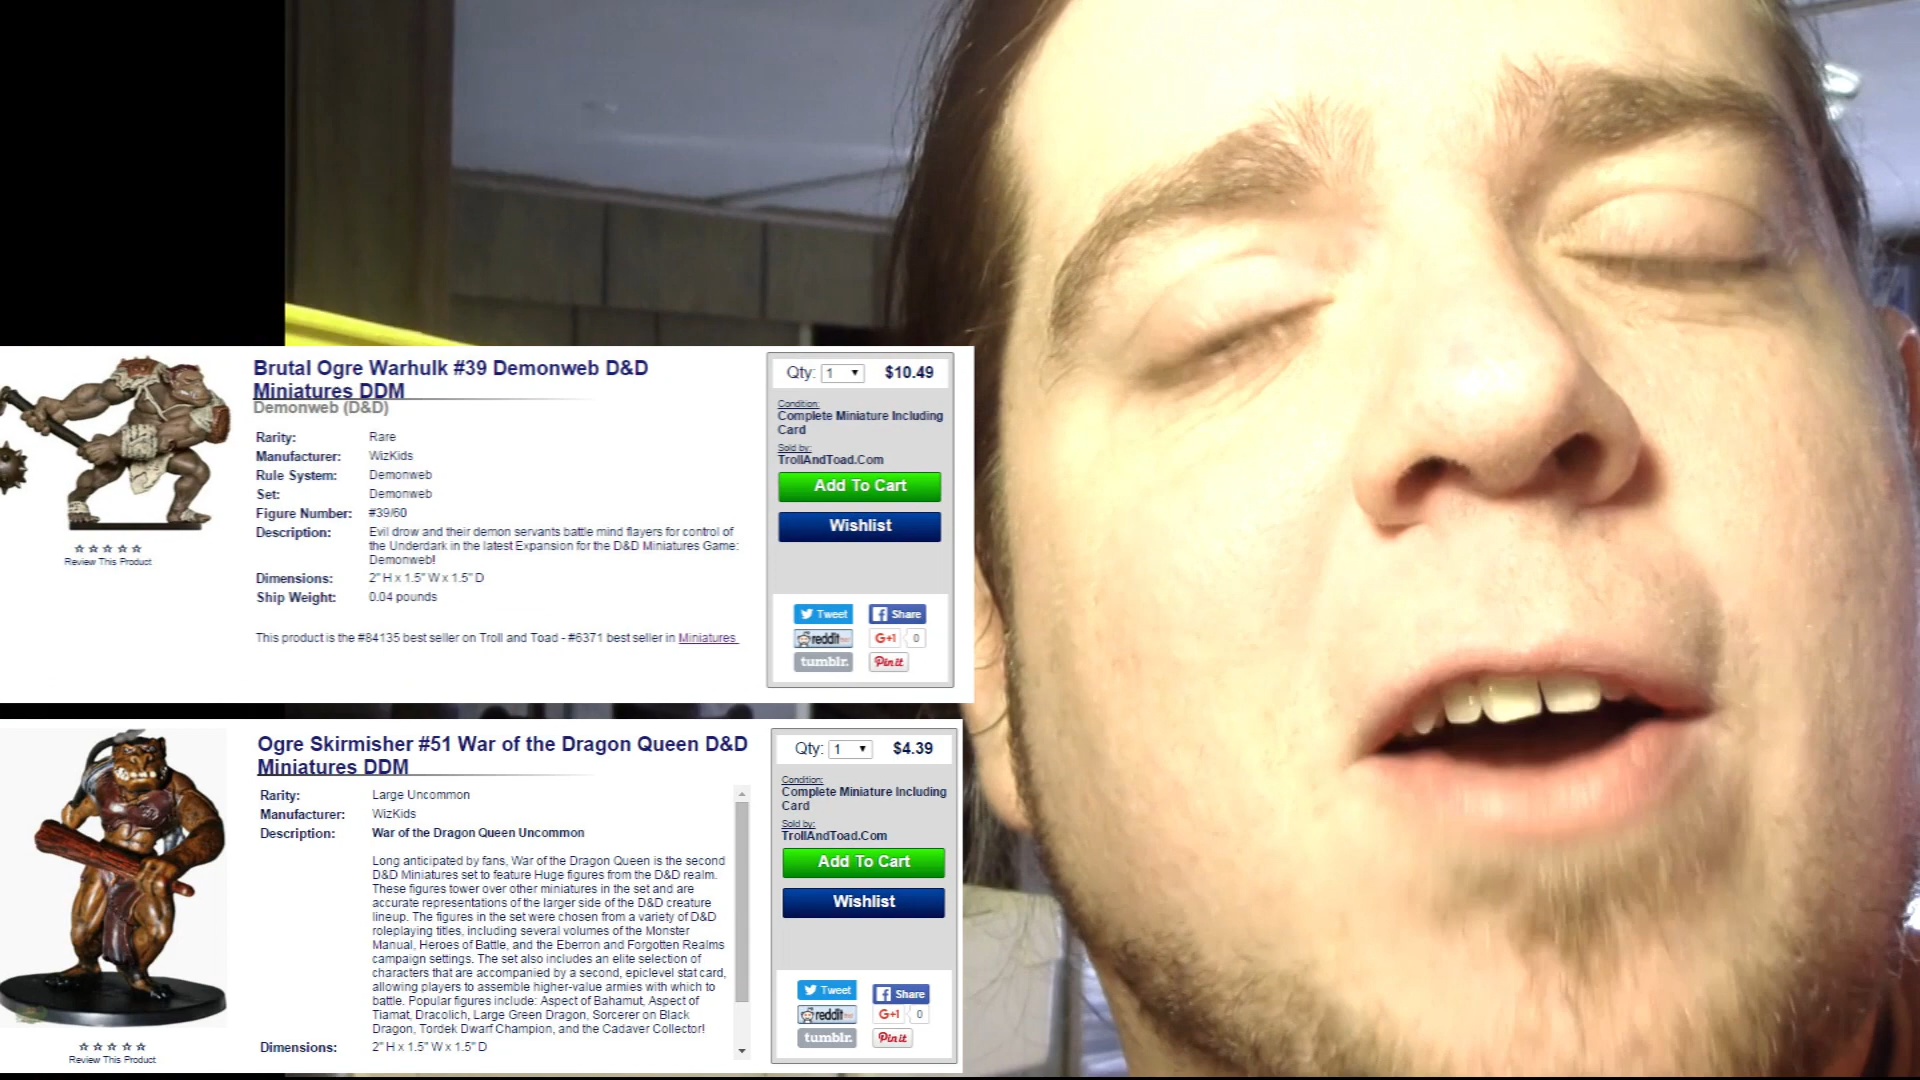 Brutal Ogre Warhulk #39 Demonweb D&D
Miniatures DDM
Demonweb (D&D)
Rarity: Rare
Manufacturer: WizKids
Rule System: Demonweb
Set: Demonweb
Figure Number: #39/60
Description: Evil drow and their demon servants battle mind flayers for control of
the Underdark in the latest Expansion for the D&D Miniatures Game:
Demonweb!
Dimensions: 2" H x 1.5" W x 1.5" D
Ship Weight: 0.04 pounds
This product is the #84135 best seller on Troll and Toad - #6371 best seller in Miniatures
Review This Product
Qty: 1 $10.49
Condition:
Complete Miniature Including
Card
Sold by:
TrollAndToad.Com
Add To Cart
Wishlist
Tweet
Share
reddit
G+1 0
tumblr.
Pin it
Ogre Skirmisher #51 War of the Dragon Queen D&D
Miniatures DDM
Rarity: Large Uncommon
Manufacturer: WizKids
Description: War of the Dragon Queen Uncommon
Long anticipated by fans, War of the Dragon Queen is the second
D&D Miniatures set to feature Huge figures from the D&D realm.
These figures tower over other miniatures in the set and are
accurate representations of the larger side of the D&D creature
lineup. The figures in the set were chosen from a variety of D&D
roleplaying titles, including several volumes of the Monster
Manual, Heroes of Battle, and the Eberron and Forgotten Realms
campaign settings. The set also includes an elite selection of
characters that are accompanied by a second, epiclevel stat card,
allowing players to assemble higher-value armies with which to
battle. Popular figures include: Aspect of Bahamut, Aspect of
Tiamat, Dracolich, Large Green Dragon, Sorcerer on Black
Dragon, Tordek Dwarf Champion, and the Cadaver Collector!
Dimensions: 2" H x 1.5" W x 1.5" D
Review This Product
Qty: 1 $4.39
Condition:
Complete Miniature Including
Card
Sold by:
TrollAndToad.Com
Add To Cart
Wishlist
Tweet
Share
reddit
G+1 0
tumblr.
Pin it